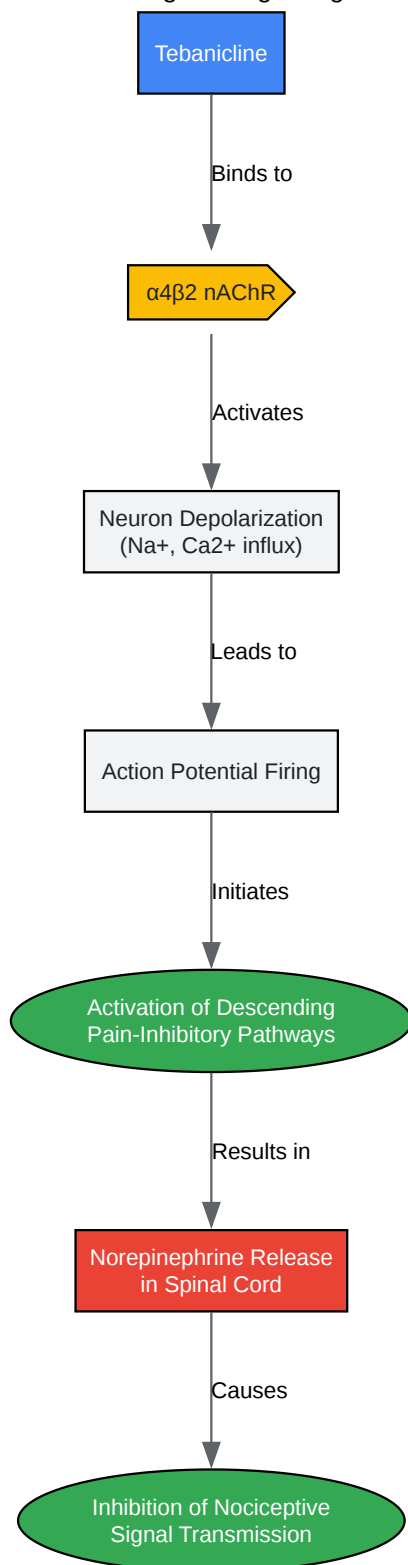 Tebanicline
Binds to
α4β2 nAChR
Activates
Neuron Depolarization
(Na+, Ca2+ influx)
Leads to
Action Potential Firing
Initiates
Activation of Descending
Pain-Inhibitory Pathways
Results in
Norepinephrine Release
in Spinal Cord
Causes
Inhibition of Nociceptive
Signal Transmission